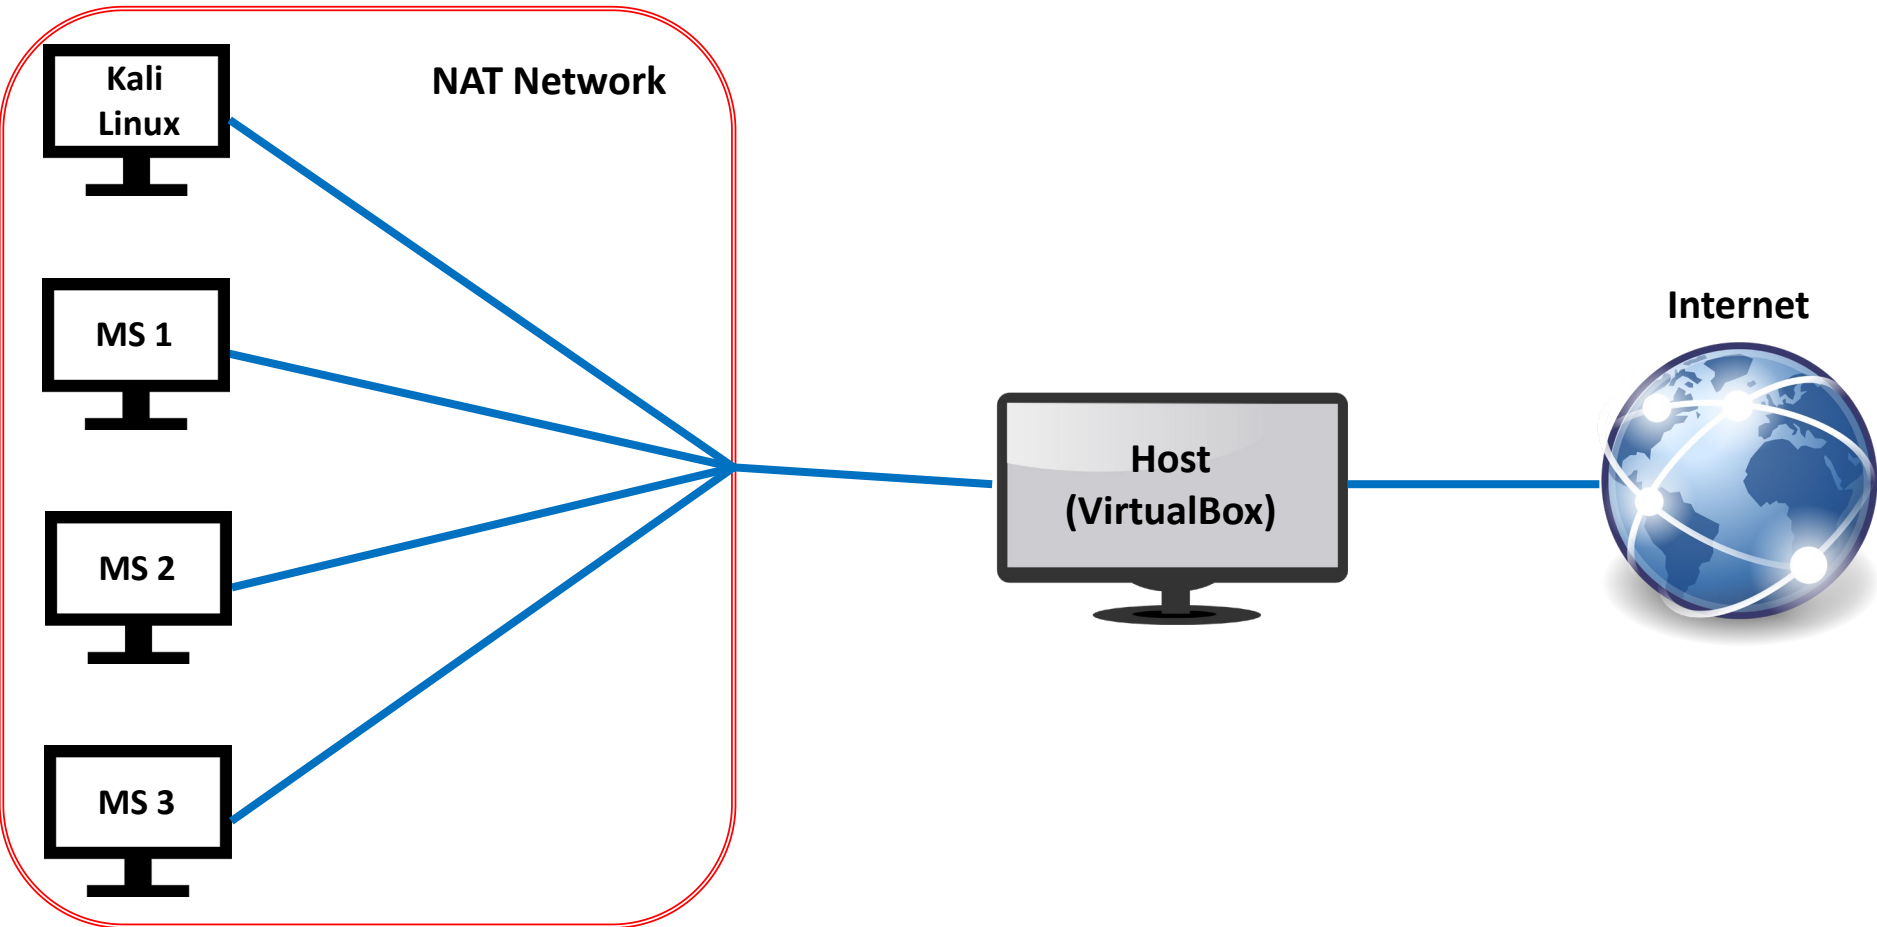 Kali
Linux
NAT Network
MS 1
MS 2
MS 3
Host
(VirtualBox)
Internet